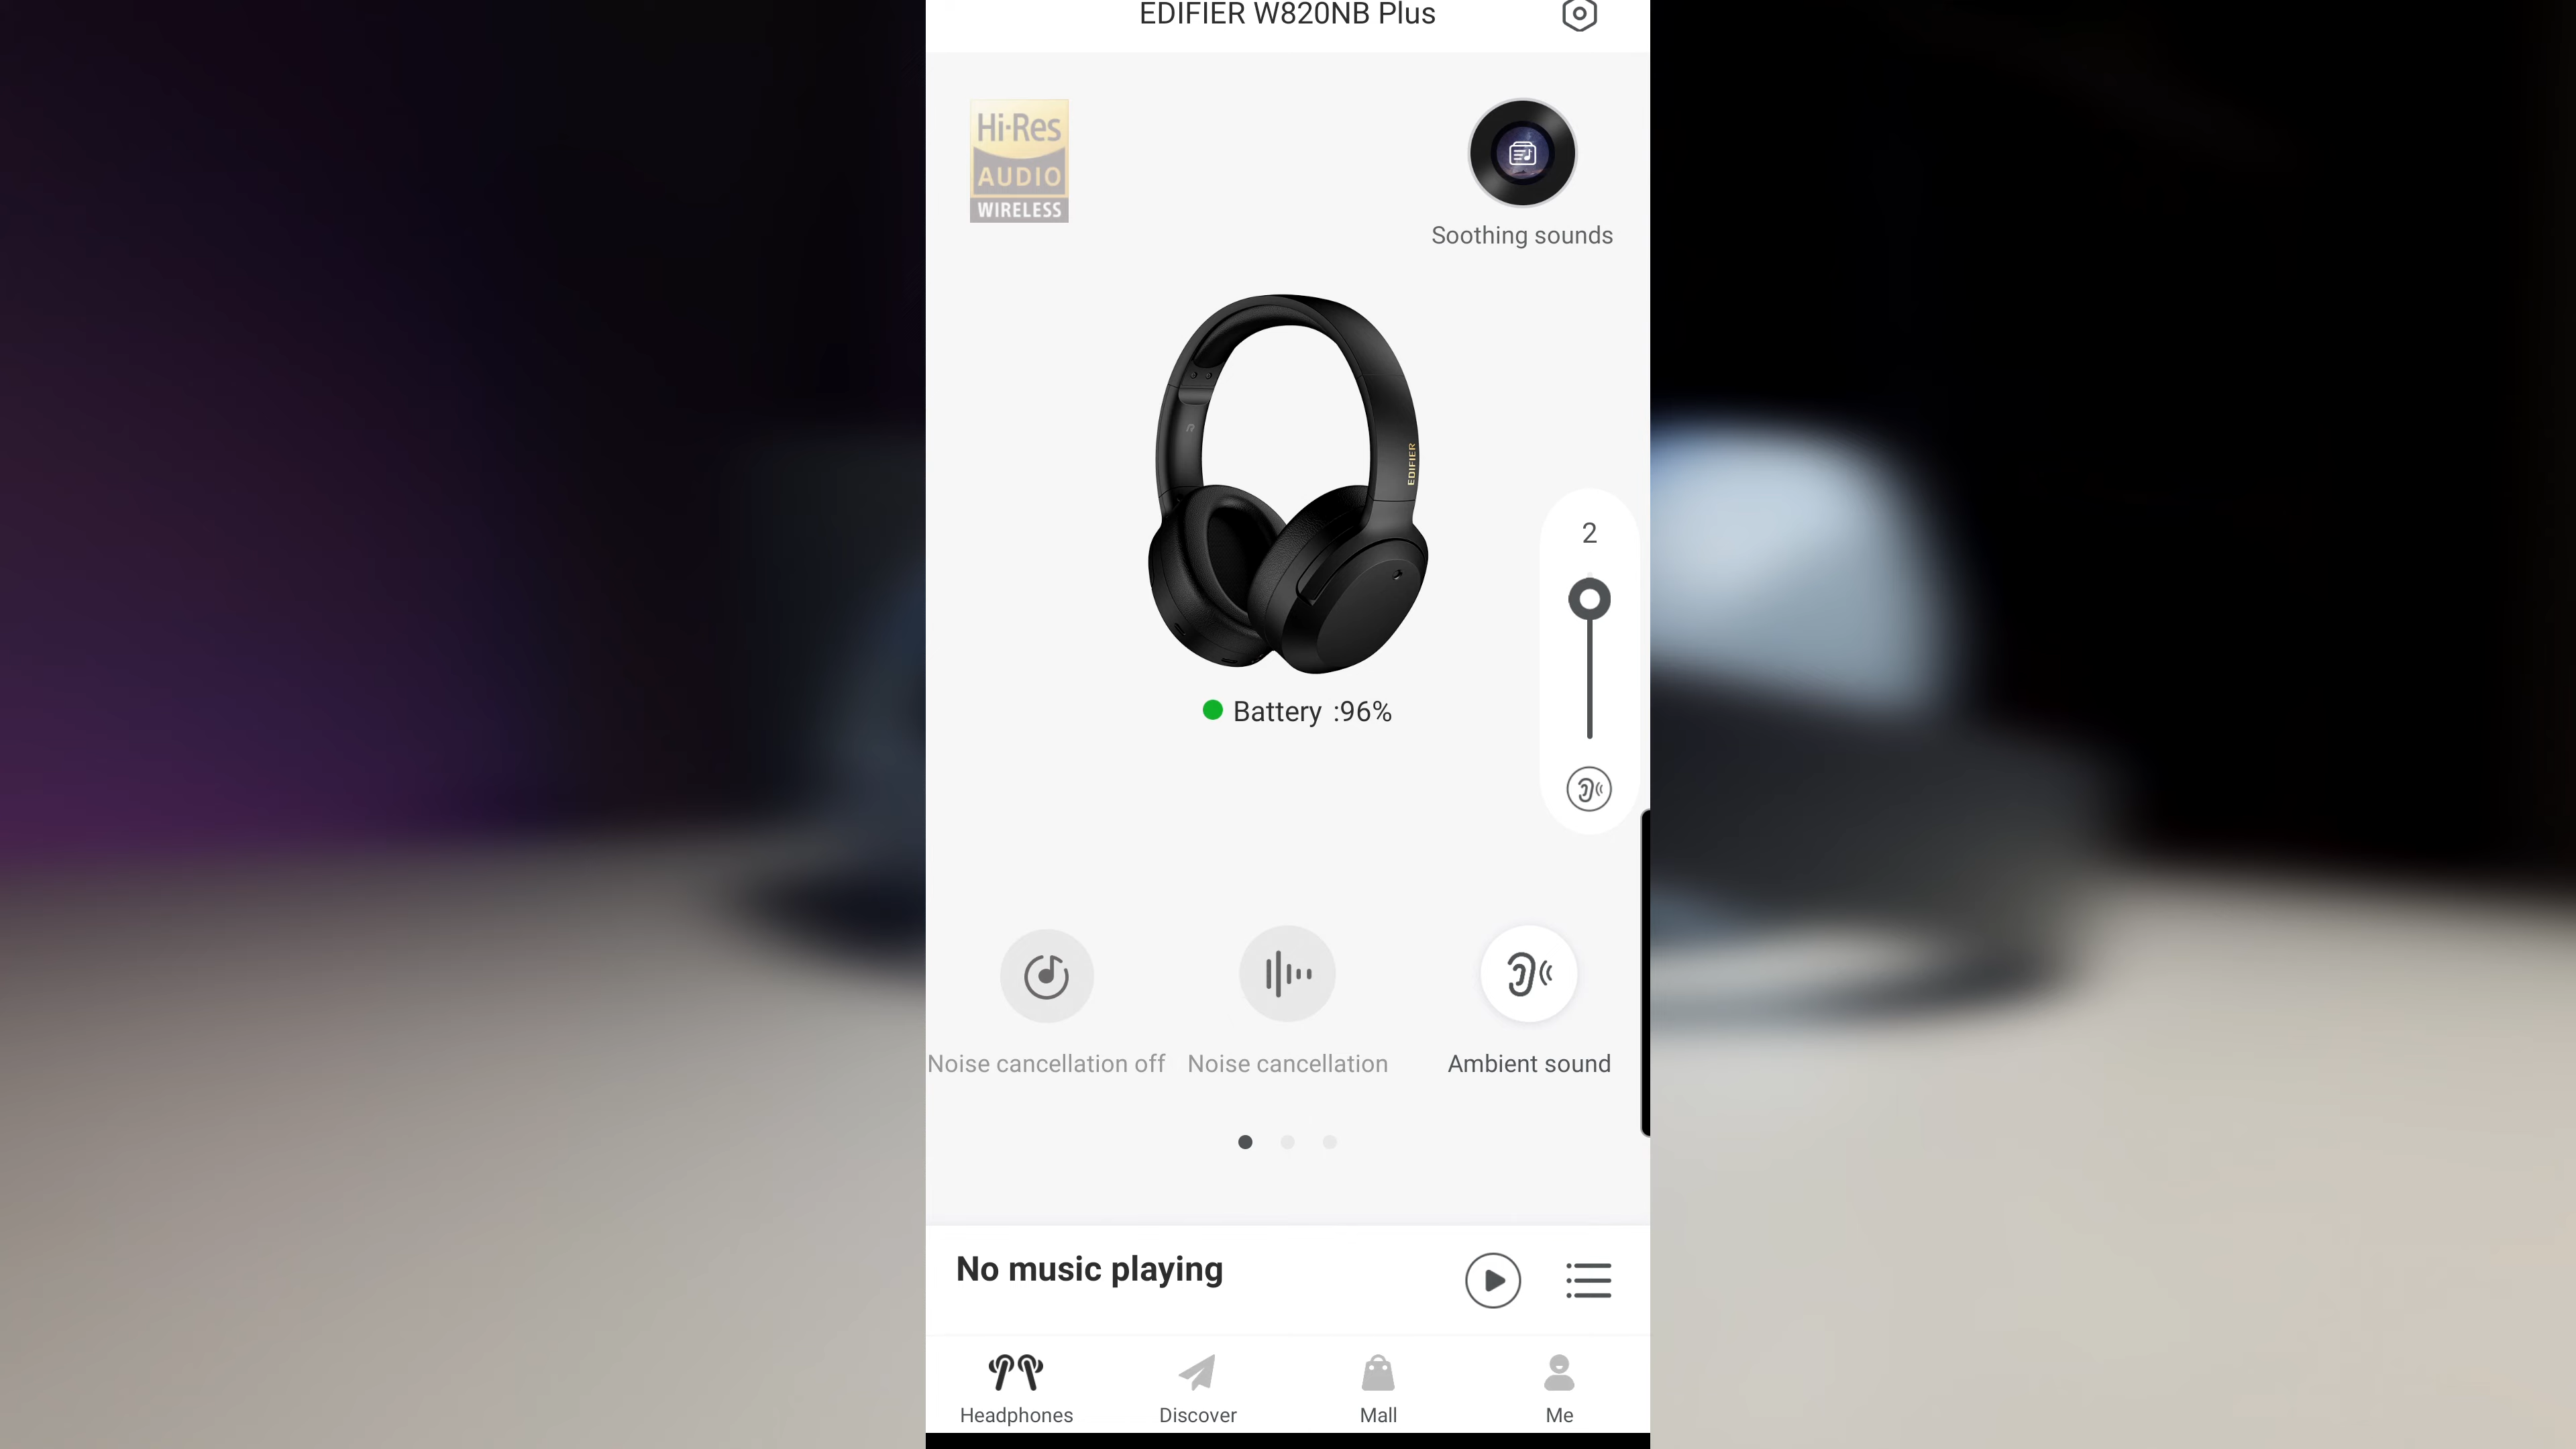 EDIFIER W820NB Plus
Hi-Res
AUDIO
WIRELESS
Soothing sounds
EDIFIER
2
Battery :96%
Noise cancellation off
Noise cancellation
Ambient sound
No music playing
Headphones
Discover
Mall
Me